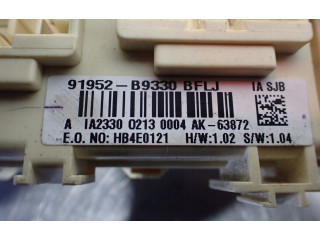 91952-B9330 BFLJ IA SJB
A IA2330 0213 0004 AK-63872
E.O. NO: HB4E0121 H/W:1.02 S/W:1.04